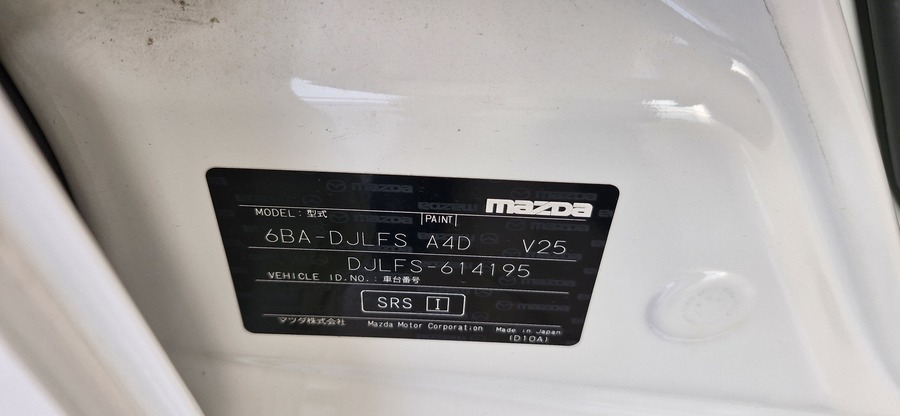 mazda
MODEL : 型式 PAINT
6BA-DJLFS A4D V25
DJLFS-614195
VEHICLE ID.NO. : 車台番号
SRS I
マツダ株式会社 Mazda Motor Corporation Made in Japan
(D10A)